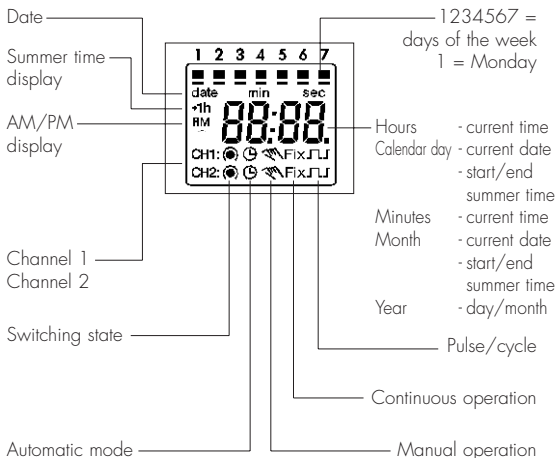 Date
Summer time
display
AM/PM
display
Channel 1
Channel 2
Switching state
Automatic mode
1 2 3 4 5 6 7
date min sec
+1h
AM
88:88.
CH1: Fix
CH2: Fix
1234567 =
days of the week
1 = Monday
Hours - current time
Calendar day - current date
- start/end
summer time
Minutes - current time
Month - current date
- start/end
summer time
Year - day/month
Pulse/cycle
Continuous operation
Manual operation